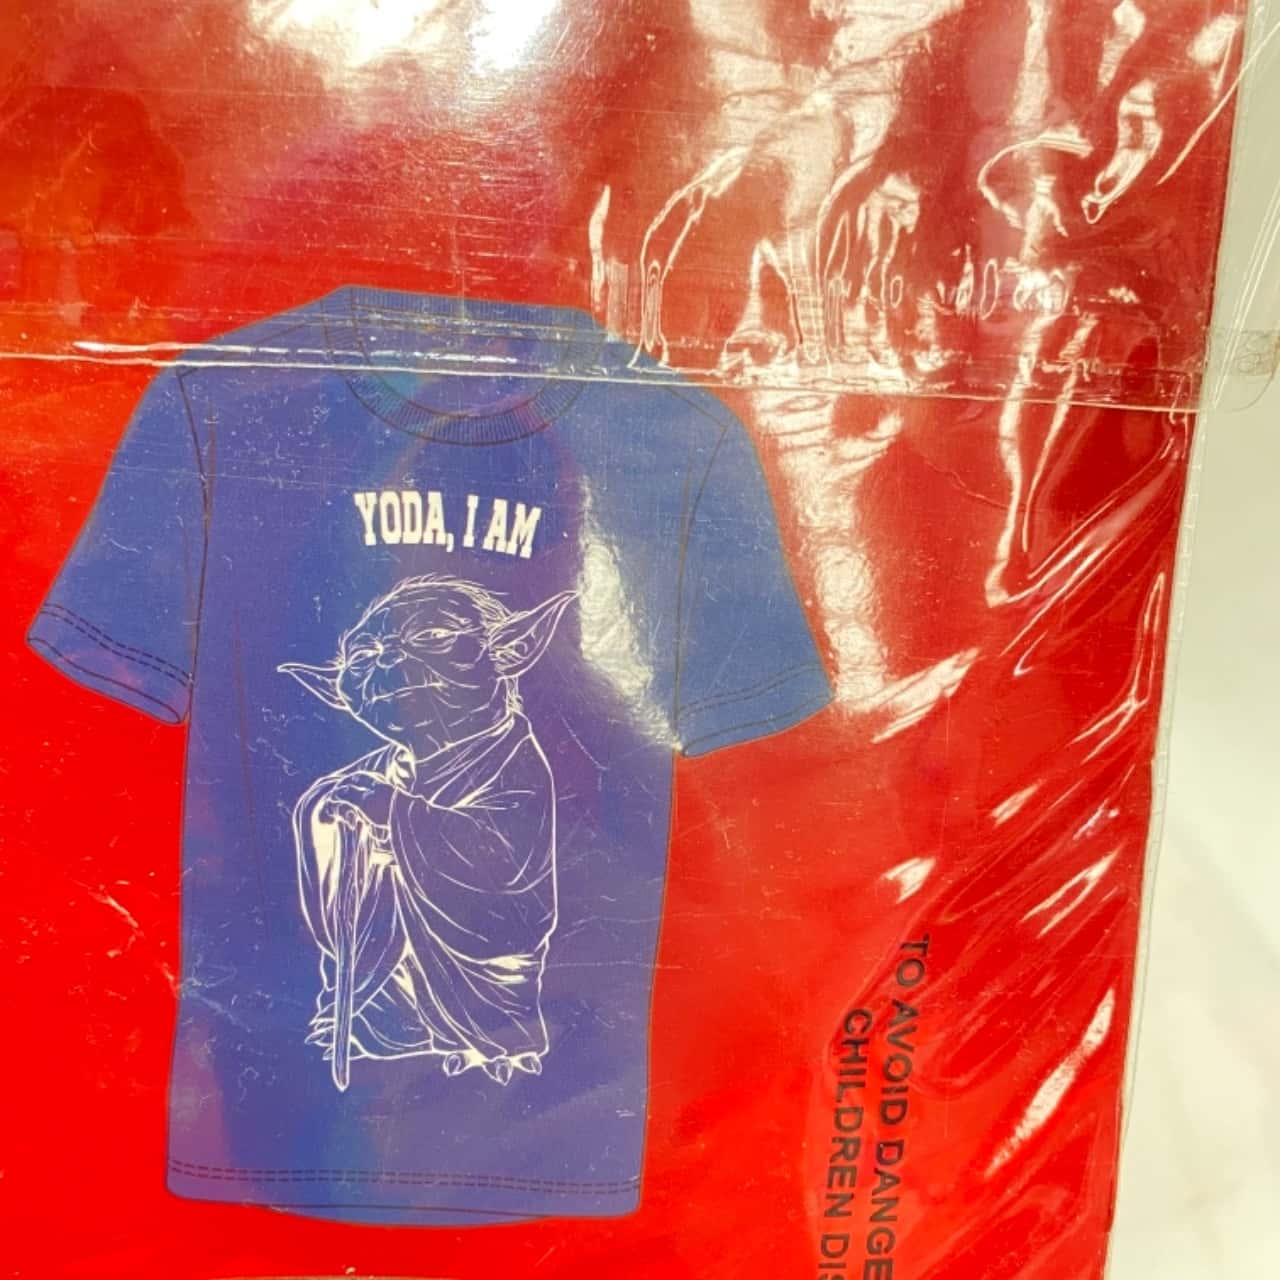 YODA, I AM
TO AVOID DANGE
CHILDREN DIS